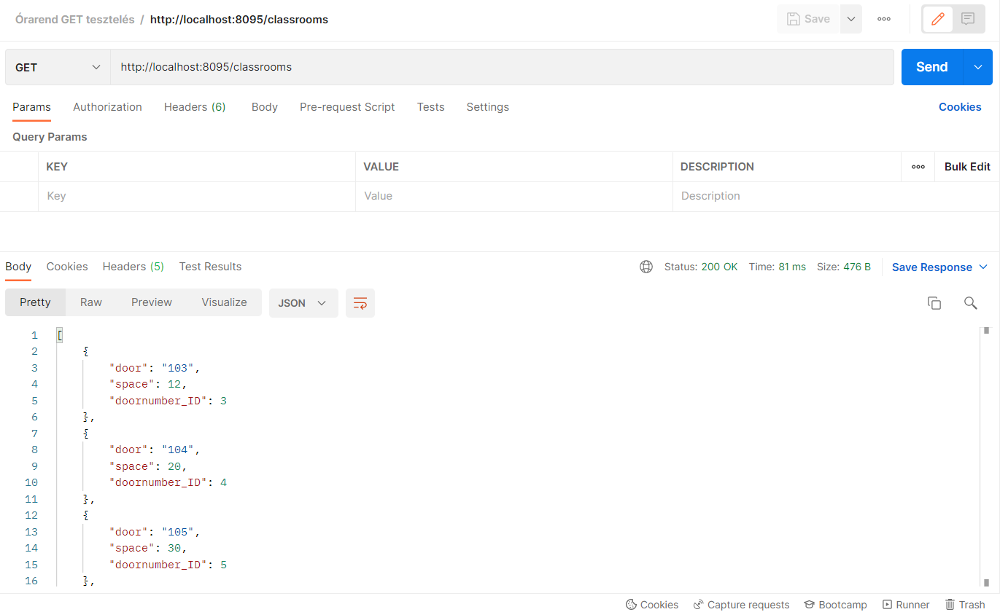 Órarend GET tesztelés / http://localhost:8095/classrooms Save
GET http://localhost:8095/classrooms Send
Params Authorization Headers (6) Body Pre-request Script Tests Settings Cookies
Query Params
KEY VALUE DESCRIPTION Bulk Edit
Key Value Description
Body Cookies Headers (5) Test Results Status: 200 OK Time: 81 ms Size: 476 B Save Response
Pretty Raw Preview Visualize JSON
1 [
2 {
3 "door": "103",
4 "space": 12,
5 "doornumber_ID": 3
6 },
7 {
8 "door": "104",
9 "space": 20,
10 "doornumber_ID": 4
11 },
12 {
13 "door": "105",
14 "space": 30,
15 "doornumber_ID": 5
16 },
Cookies Capture requests Bootcamp Runner Trash